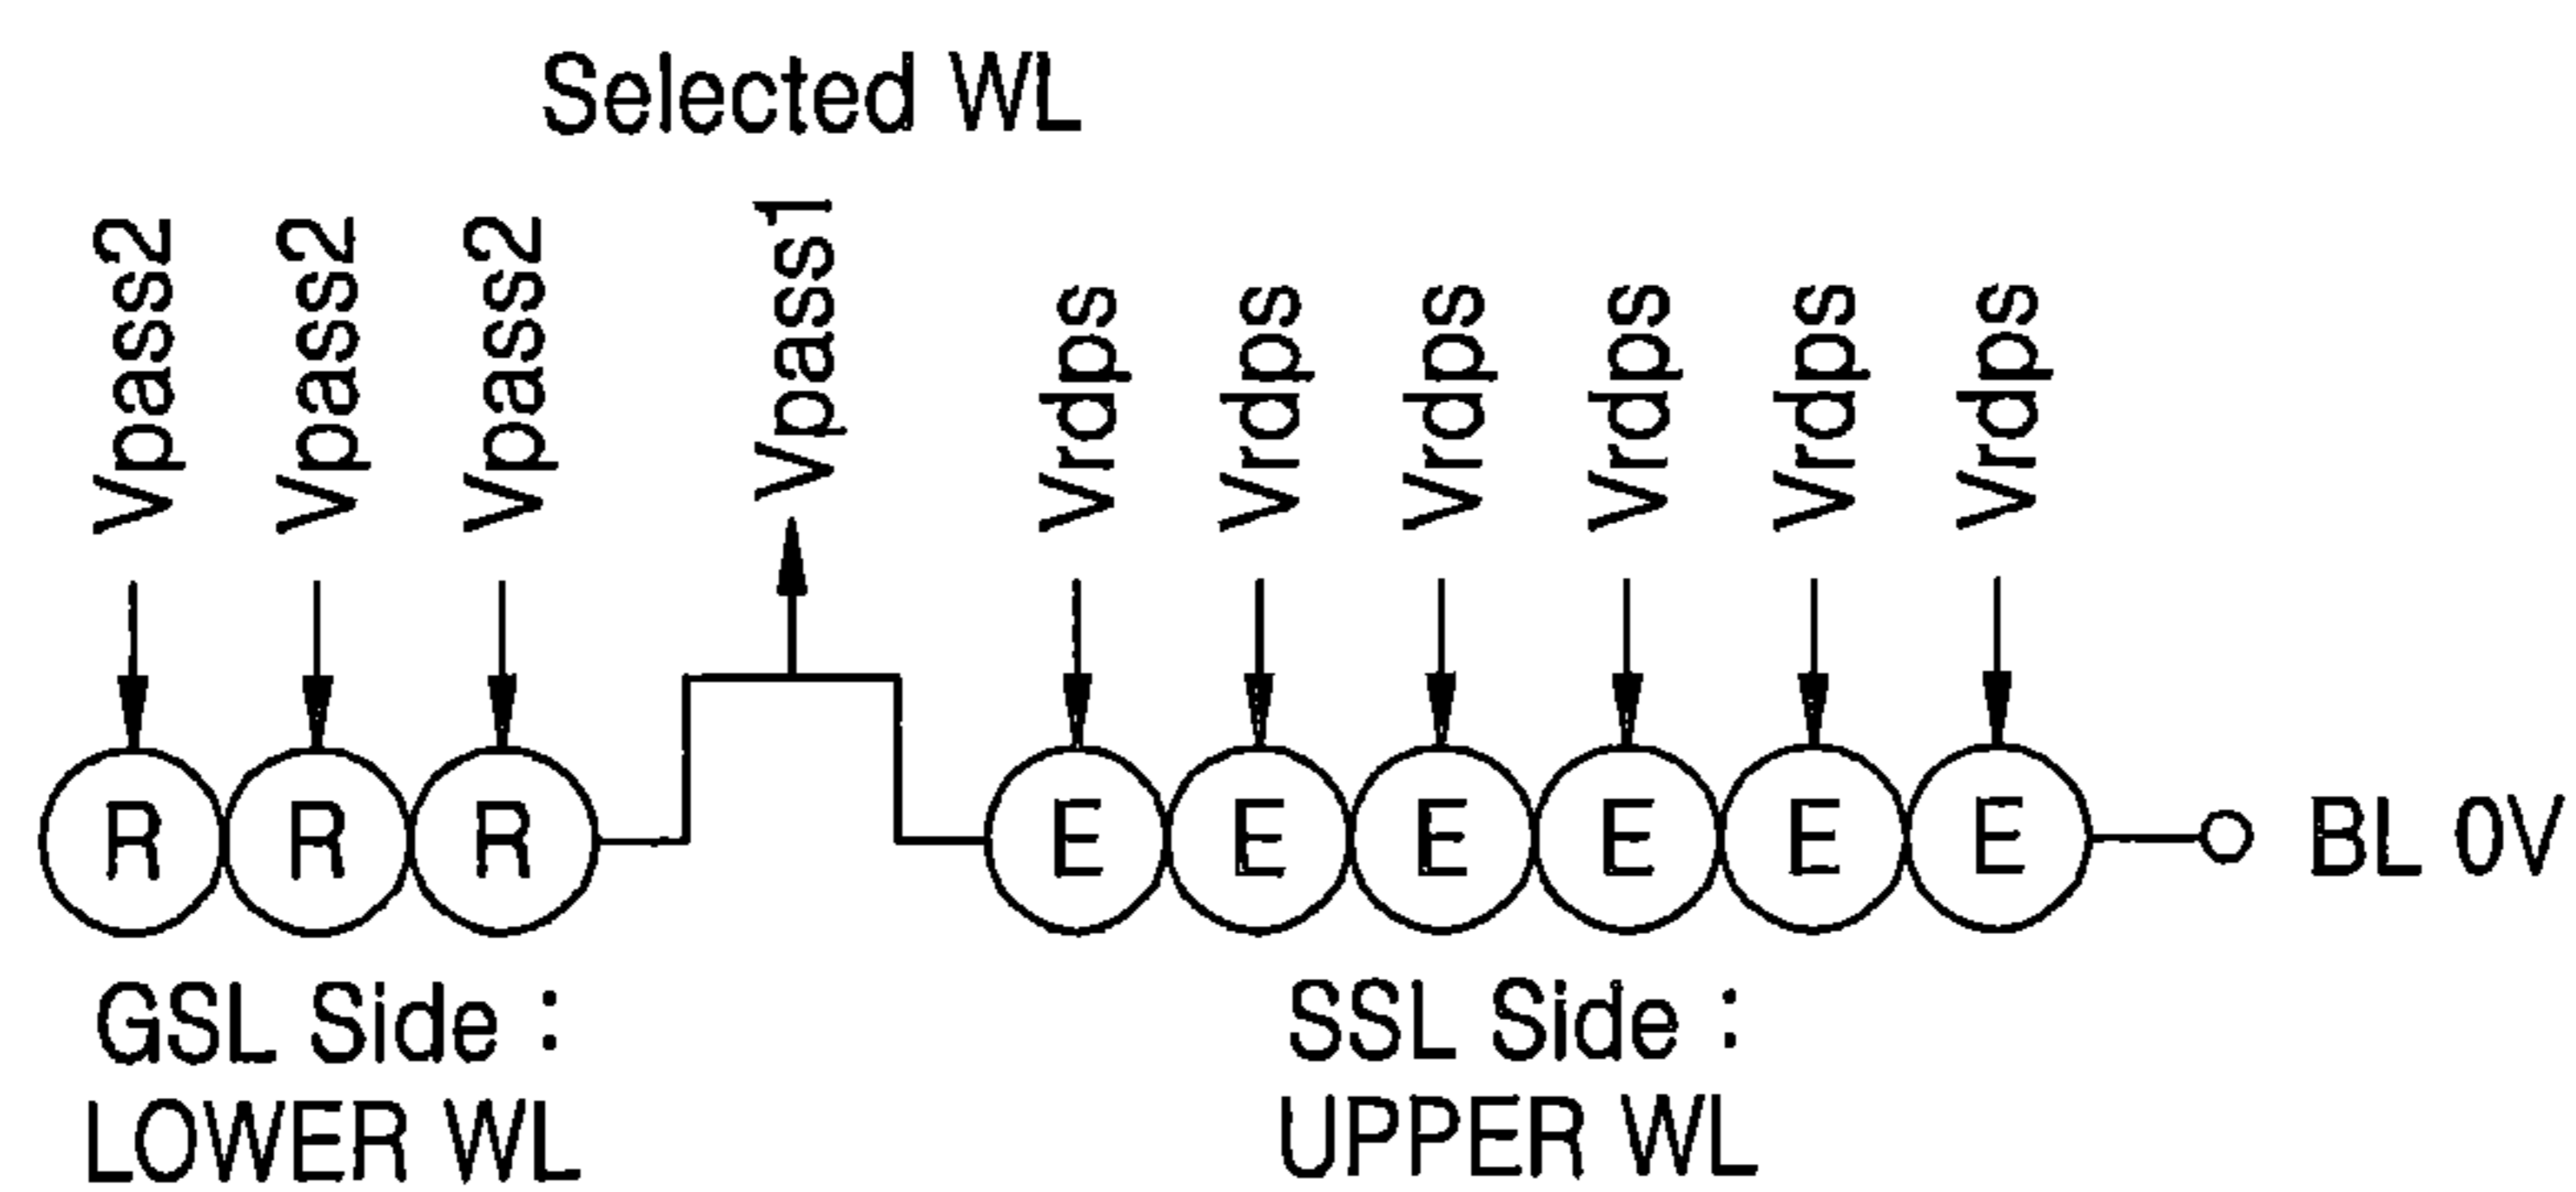 Selected WL
Vpass2 Vpass2 Vpass2 Vpass1 Vrdps Vrdps Vrdps Vrdps Vrdps Vrdps
R R R E E E E E E BL 0V
GSL Side : SSL Side :
LOWER WL UPPER WL